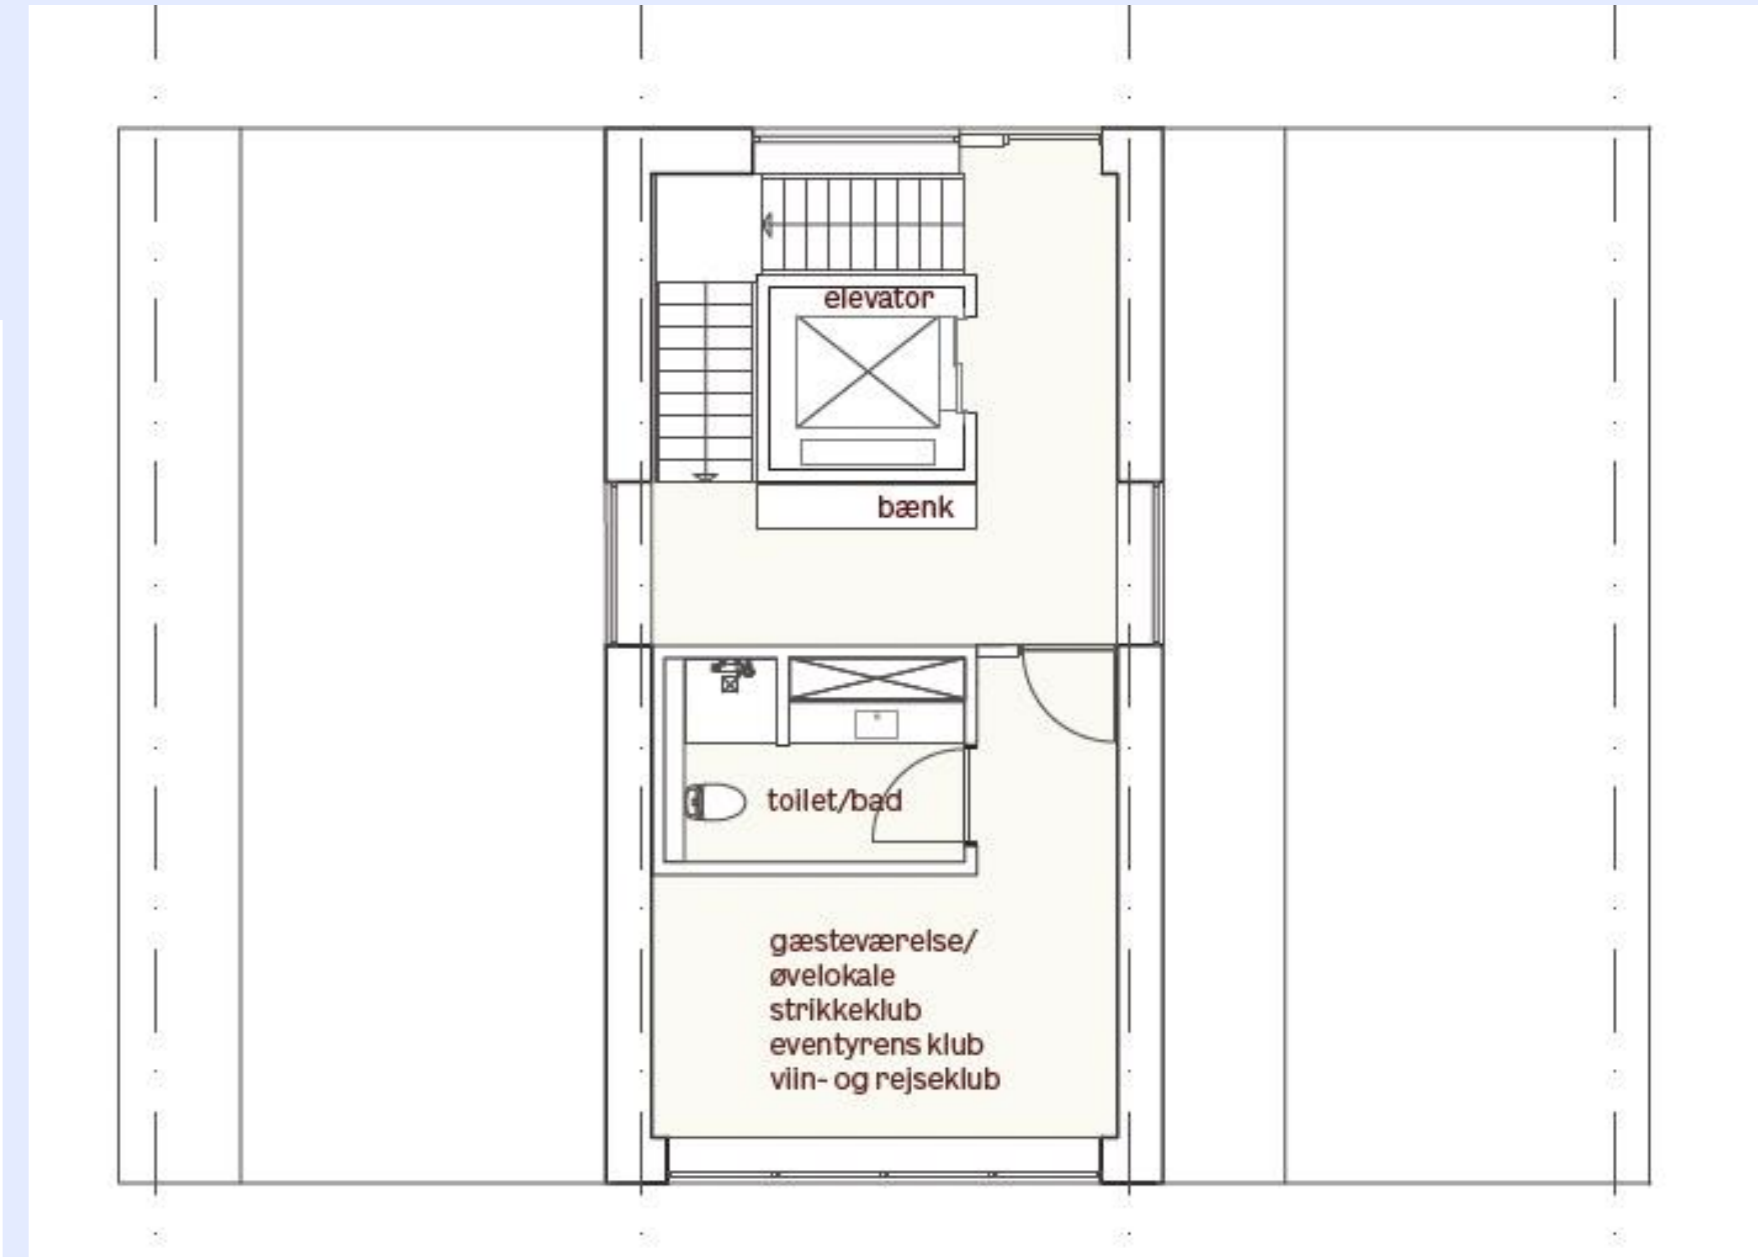 elevator
bænk
toilet/bad
gæsteværelse/
øvelokale
strikkeklub
eventyrens klub
viin- og rejseklub